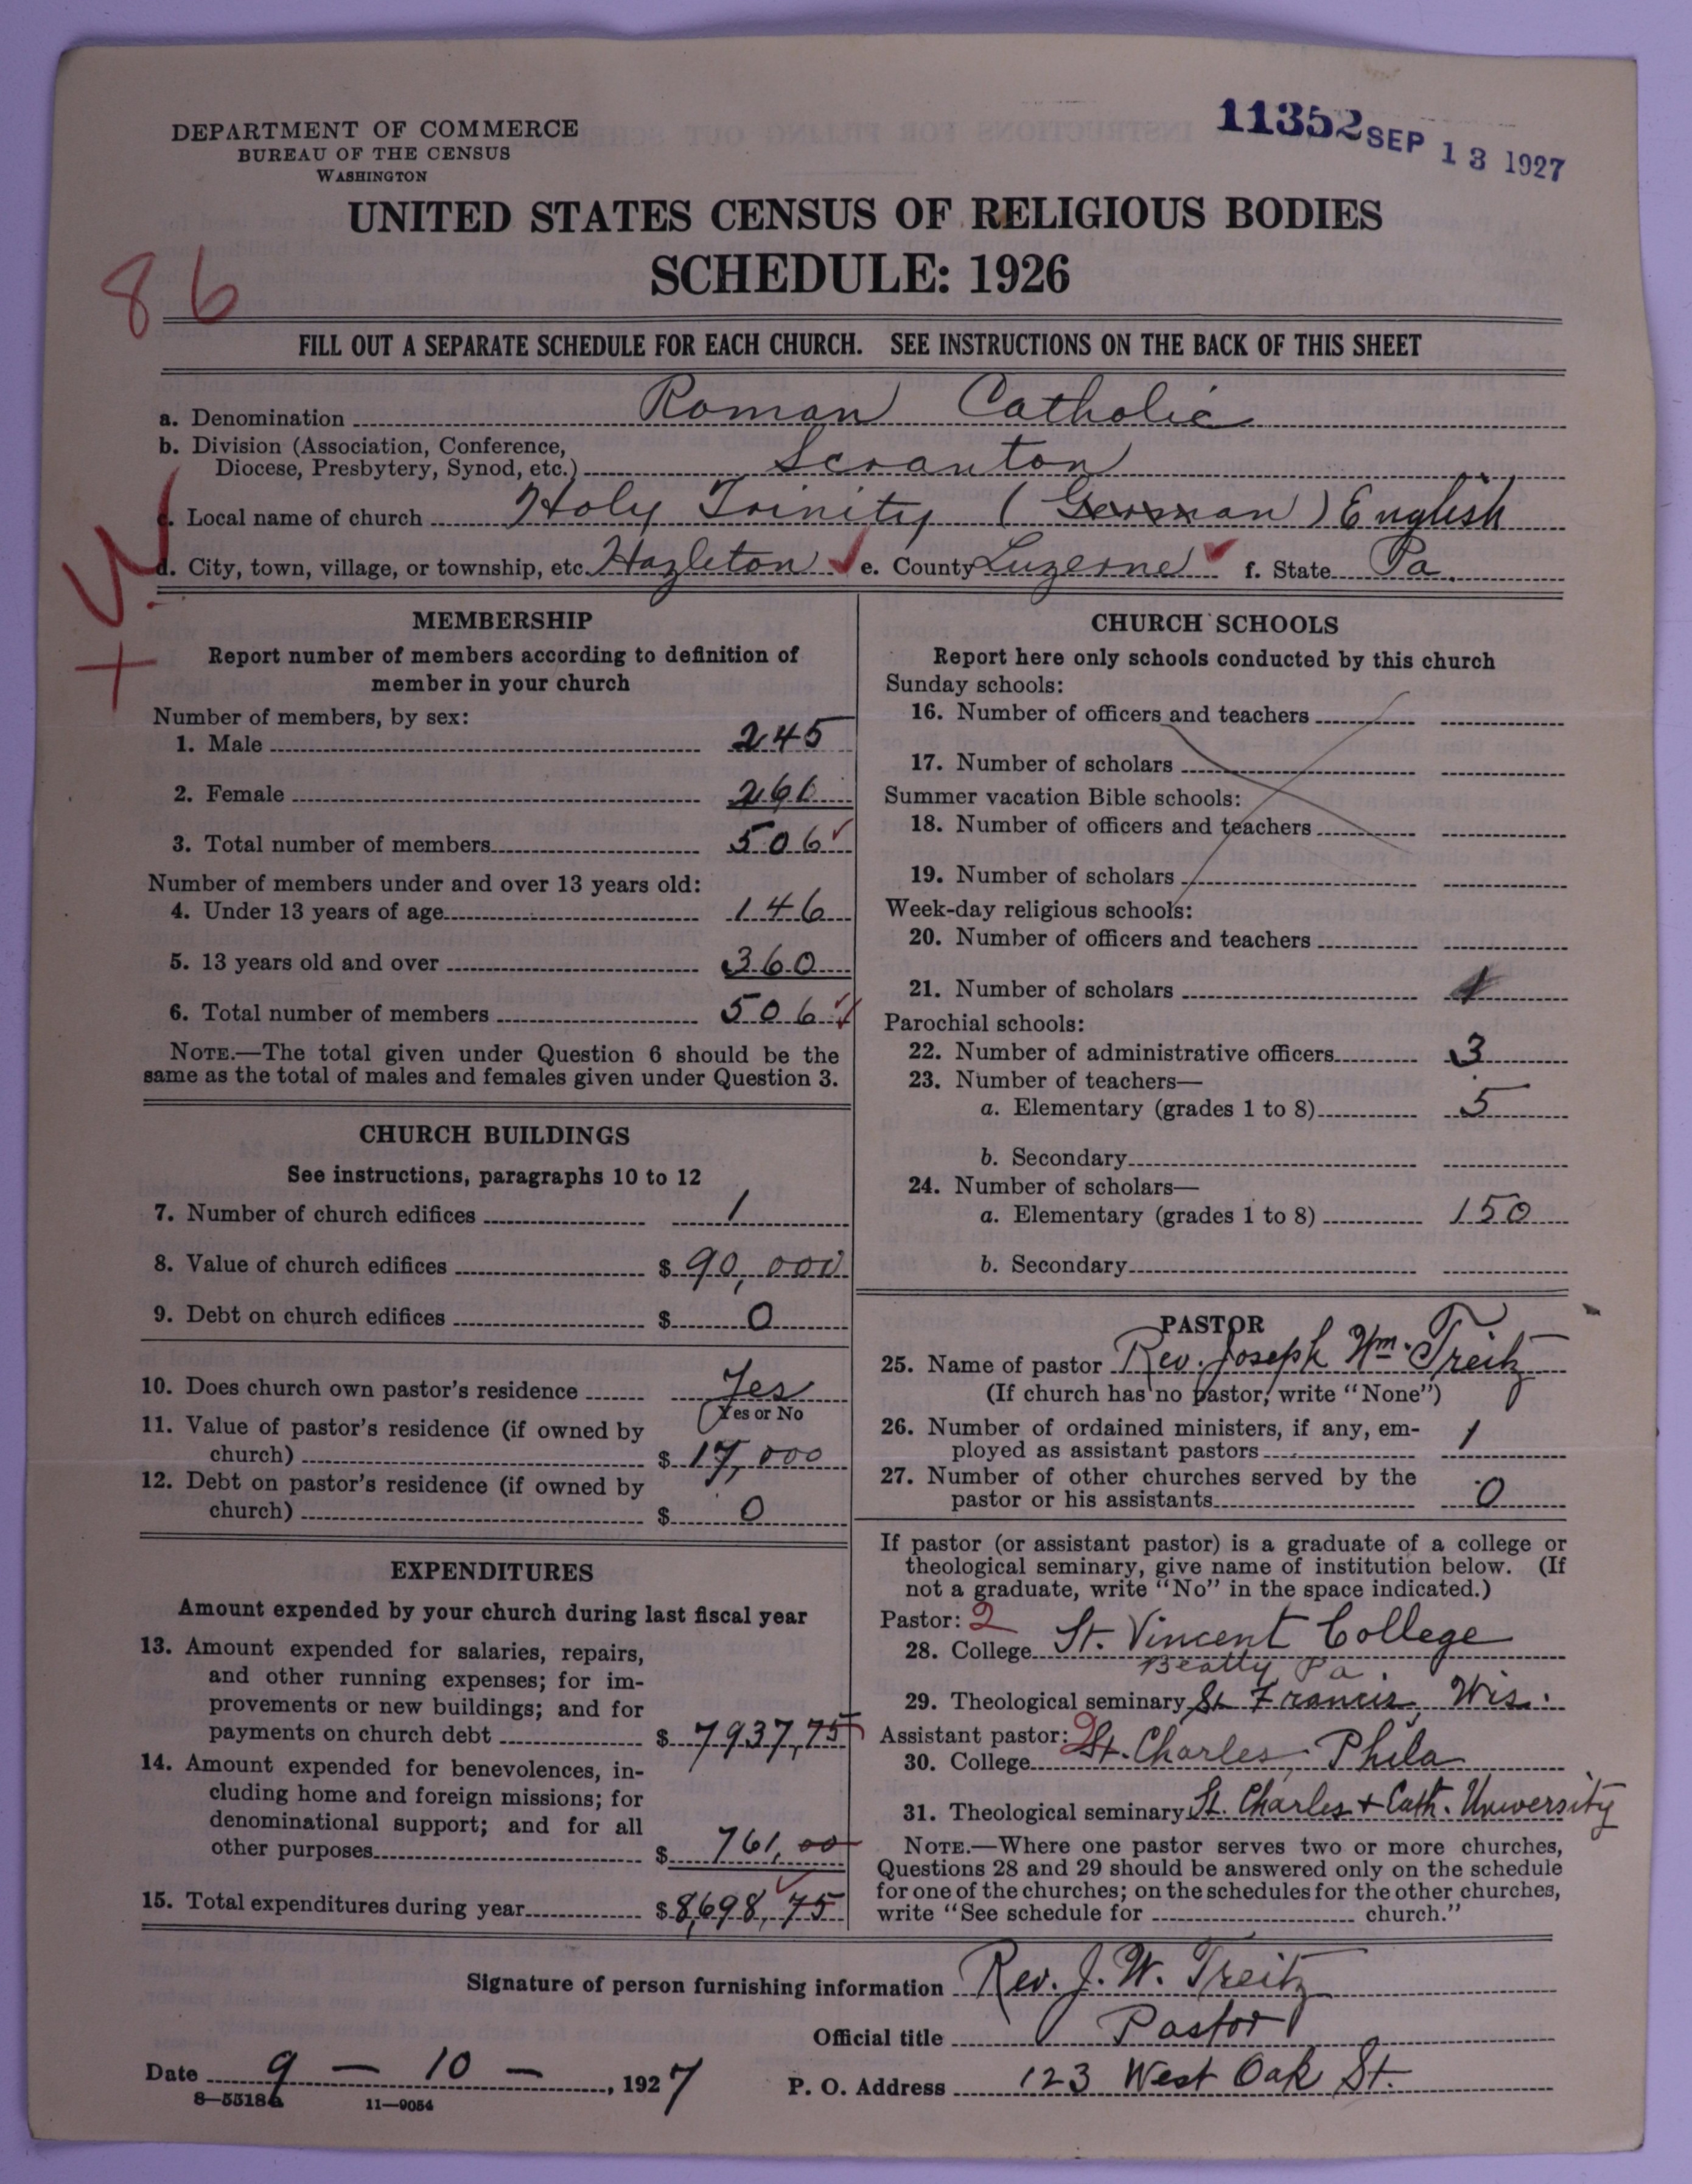 DEPARTMENT OF COMMERCE
BUREAU OF THE CENSUS
WASHINGTON
11352 SEP 13 1927
UNITED STATES CENSUS OF RELIGIOUS BODIES
SCHEDULE: 1926
86
FILL OUT A SEPARATE SCHEDULE FOR EACH CHURCH. SEE INSTRUCTIONS ON THE BACK OF THIS SHEET
a. Denomination Roman Catholic
b. Division (Association, Conference,
Diocese, Presbytery, Synod, etc.) Scranton
c. Local name of church Holy Trinity (German) English
d. City, town, village, or township, etc. Hazleton e. County Luzerne f. State Pa.
MEMBERSHIP
Report number of members according to definition of
member in your church
Number of members, by sex:
1. Male 245
2. Female 261
3. Total number of members 506
Number of members under and over 13 years old:
4. Under 13 years of age 146
5. 13 years old and over 360
6. Total number of members 506
NOTE.—The total given under Question 6 should be the
same as the total of males and females given under Question 3.
CHURCH BUILDINGS
See instructions, paragraphs 10 to 12
7. Number of church edifices 1
8. Value of church edifices $ 90,000
9. Debt on church edifices $ 0
10. Does church own pastor's residence Yes
(Yes or No
11. Value of pastor's residence (if owned by
church) $ 17,000
12. Debt on pastor's residence (if owned by
church) $ 0
EXPENDITURES
Amount expended by your church during last fiscal year
13. Amount expended for salaries, repairs,
and other running expenses; for im-
provements or new buildings; and for
payments on church debt $ 7937,75
14. Amount expended for benevolences, in-
cluding home and foreign missions; for
denominational support; and for all
other purposes $ 761,00
15. Total expenditures during year $ 8,698,75
CHURCH SCHOOLS
Report here only schools conducted by this church
Sunday schools:
16. Number of officers and teachers
17. Number of scholars
Summer vacation Bible schools:
18. Number of officers and teachers
19. Number of scholars
Week-day religious schools:
20. Number of officers and teachers
21. Number of scholars
Parochial schools:
22. Number of administrative officers 3
23. Number of teachers—
a. Elementary (grades 1 to 8) 5
b. Secondary
24. Number of scholars—
a. Elementary (grades 1 to 8) 150
b. Secondary
PASTOR
25. Name of pastor Rev. Joseph Wm. Treitz
(If church has no pastor, write "None")
26. Number of ordained ministers, if any, em-
ployed as assistant pastors 1
27. Number of other churches served by the
pastor or his assistants 0
If pastor (or assistant pastor) is a graduate of a college or
theological seminary, give name of institution below. (If
not a graduate, write "No" in the space indicated.)
Pastor: 2
28. College St. Vincent College
Beatty Pa.
29. Theological seminary St Francis, Wis.
Assistant pastor: 2
30. College St. Charles, Phila
31. Theological seminary St. Charles + Cath. University
NOTE.—Where one pastor serves two or more churches,
Questions 28 and 29 should be answered only on the schedule
for one of the churches; on the schedules for the other churches,
write "See schedule for church."
Signature of person furnishing information Rev. J. W. Treitz
Official title Pastor
Date 9 — 10 —, 1927
P. O. Address 123 West Oak St.
8—5518a
11—9054